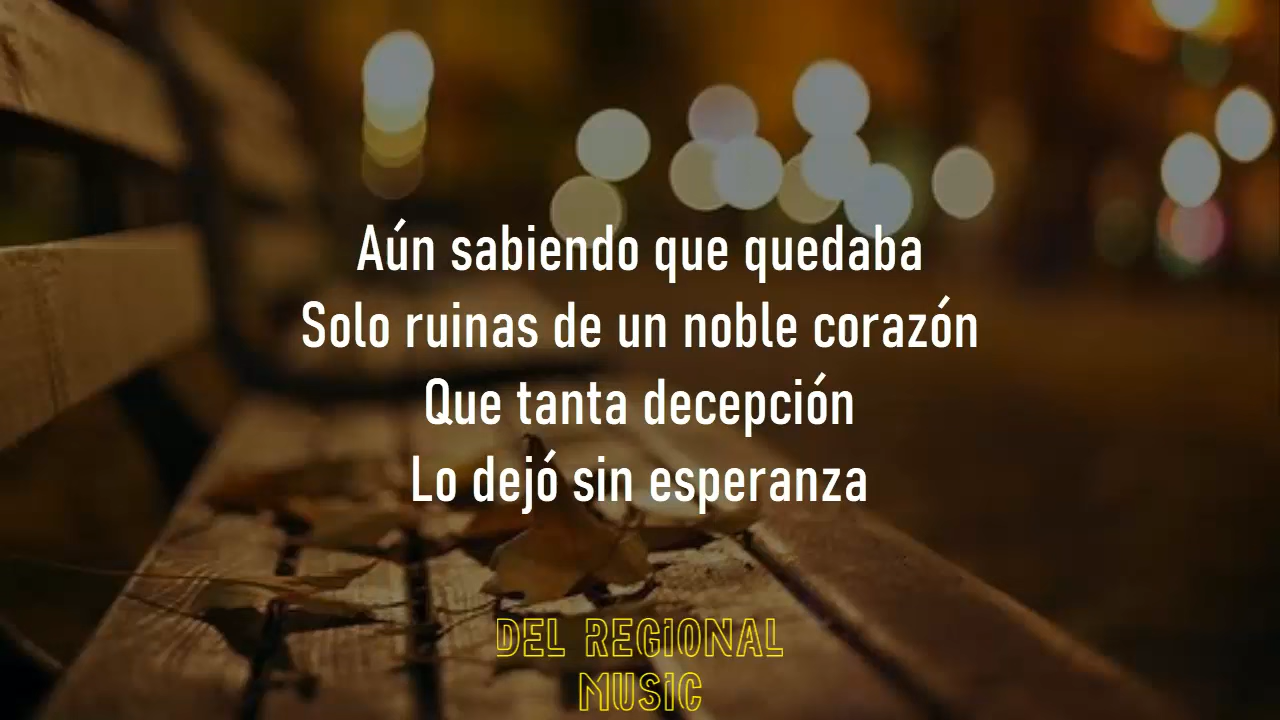 Aún sabiendo que quedaba
Solo ruinas de un noble corazón
Que tanta decepción
Lo dejó sin esperanza
DEL REGIONAL
MUSIC